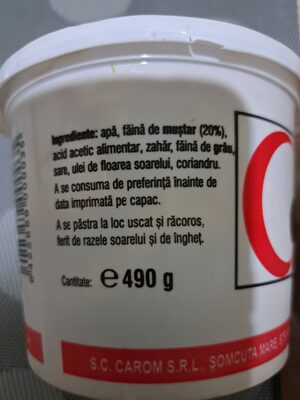 Ingrediente: apă, făină de muștar (20%),
acid acetic alimentar, zahăr, făină de grâu,
sare, ulei de floarea soarelui, coriandru.
A se consuma de preferință înainte de
data imprimată pe capac.
A se păstra la loc uscat și răcoros,
ferit de razele soarelui și de îngheț.
Cantitate: e 490 g
S.C. CAROM S.R.L., SOMCUTA MARE STR